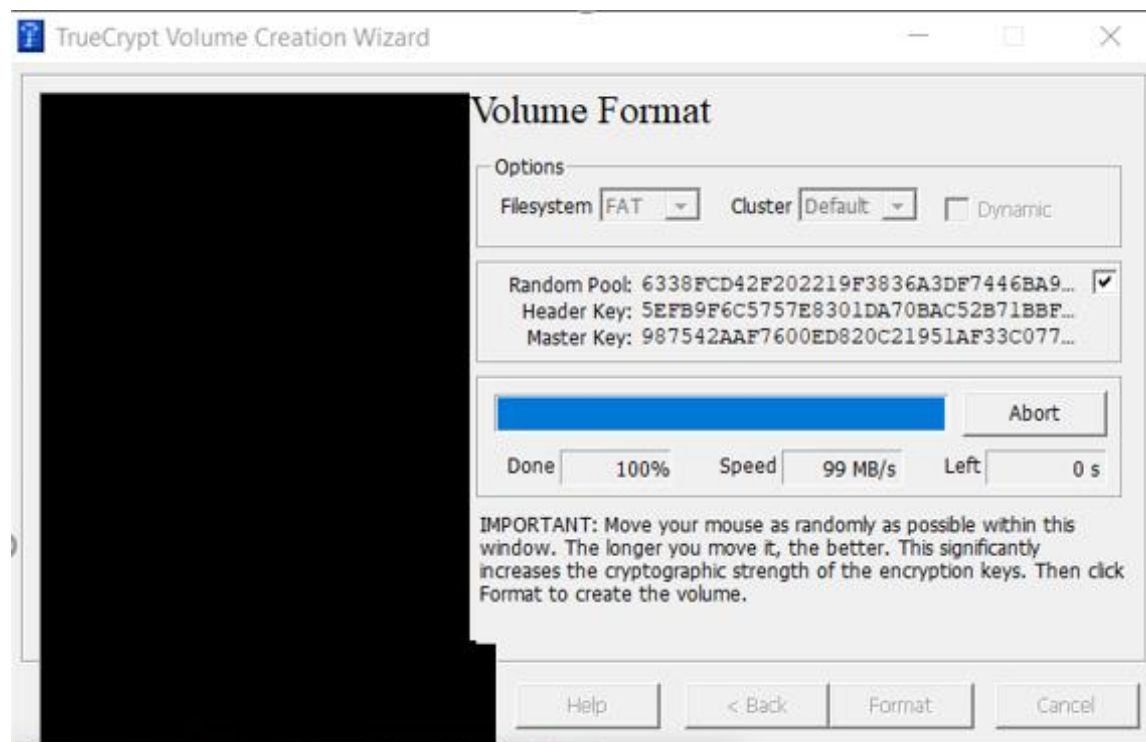 TrueCrypt Volume Creation Wizard
Volume Format
Options
Filesystem FAT Cluster Default Dynamic
Random Pool: 6338FCD42F202219F3836A3DF7446BA9...
Header Key: 5EFB9F6C5757E8301DA70BAC52B71BBF...
Master Key: 987542AAF7600ED820C21951AF33C077...
Abort
Done 100% Speed 99 MB/s Left 0 s
IMPORTANT: Move your mouse as randomly as possible within this
window. The longer you move it, the better. This significantly
increases the cryptographic strength of the encryption keys. Then click
Format to create the volume.
Help < Back Format Cancel